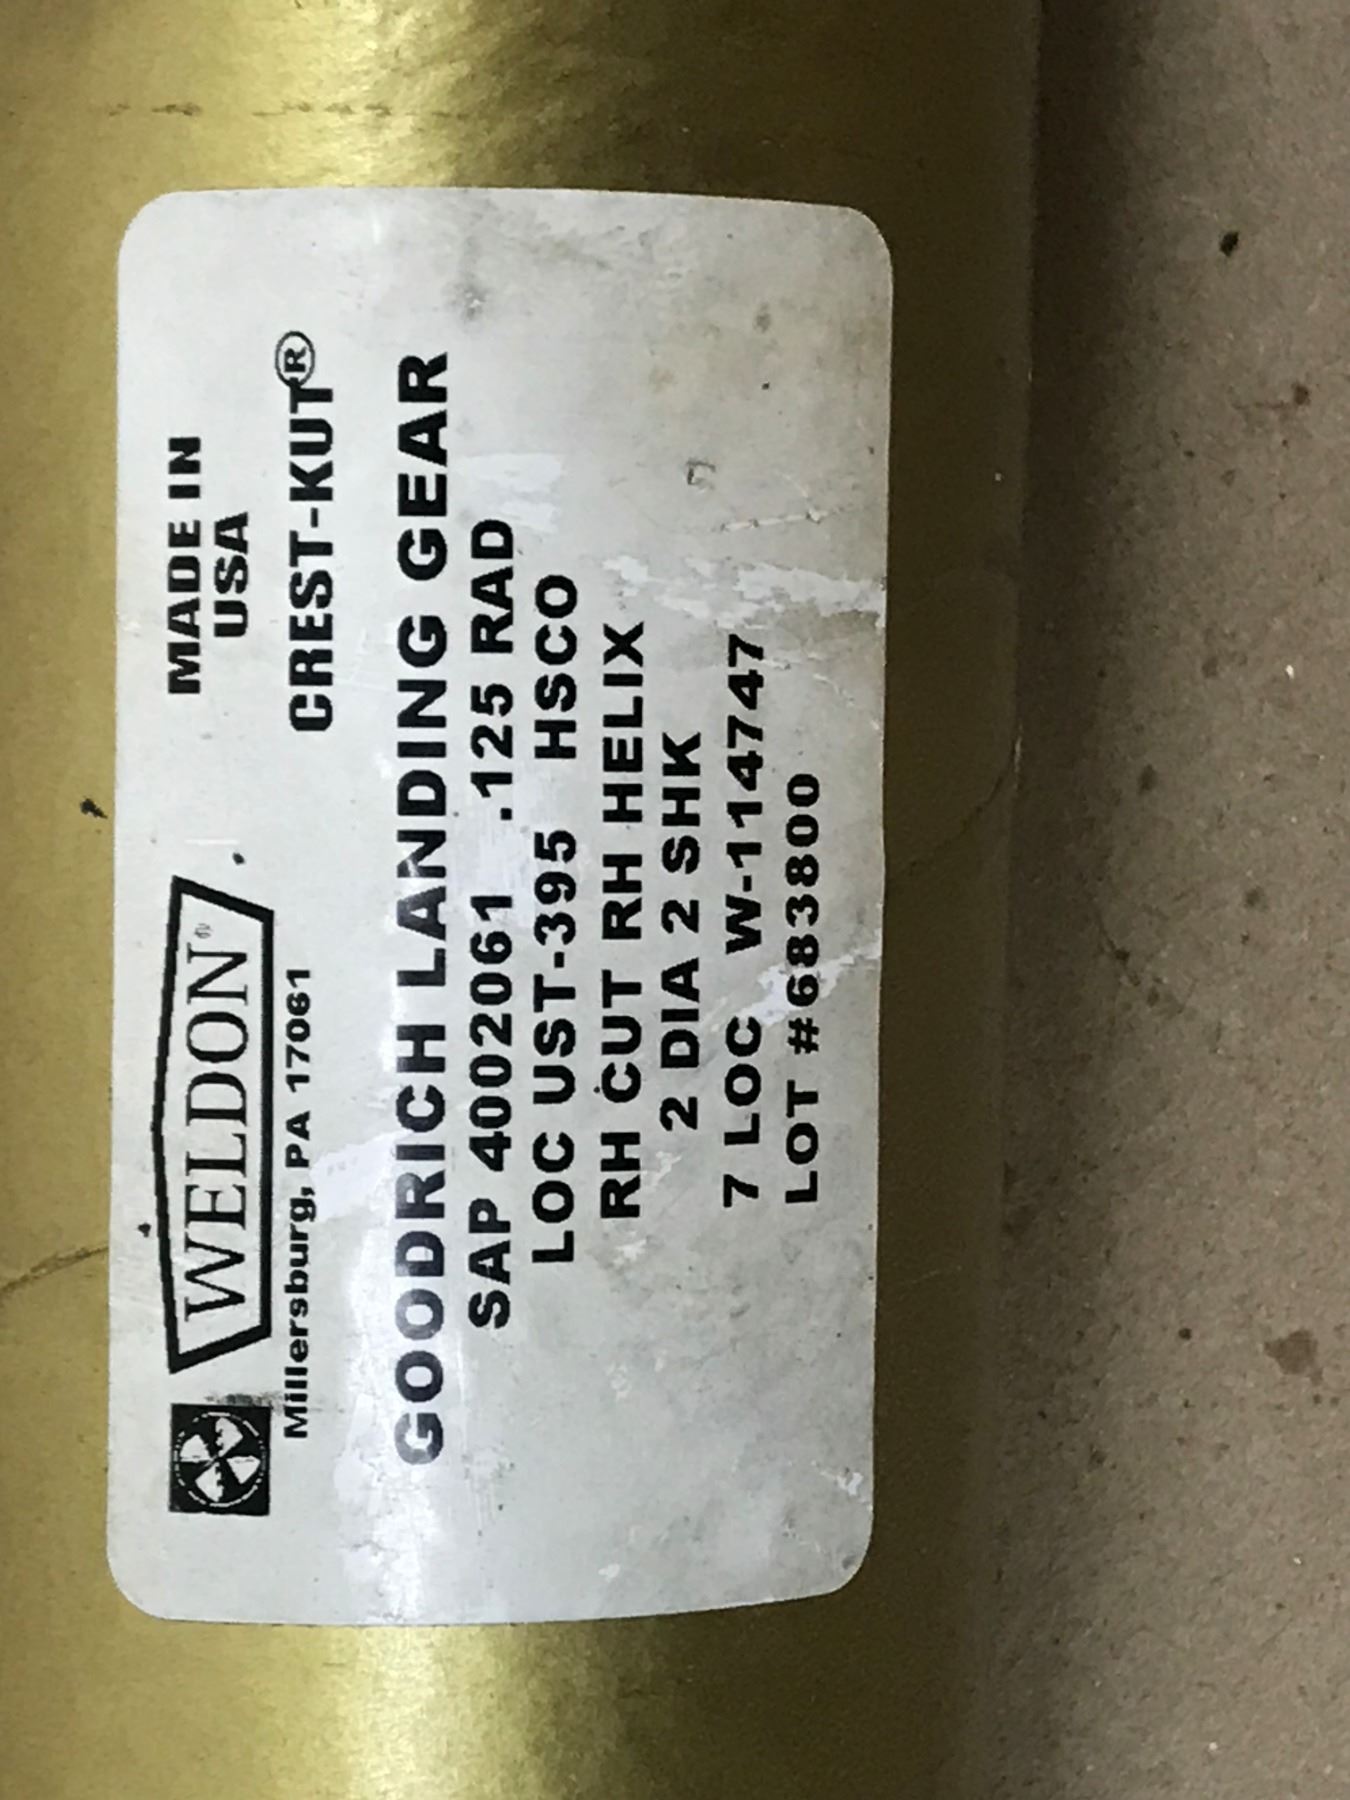 WELDON®
Millersburg, PA 17061
MADE IN
USA
CREST-KUT®
GOODRICH LANDING GEAR
SAP 4002061 .125 RAD
LOC UST-395 HSCO
RH CUT RH HELIX
2 DIA 2 SHK
7 LOC W-114747
LOT #683800